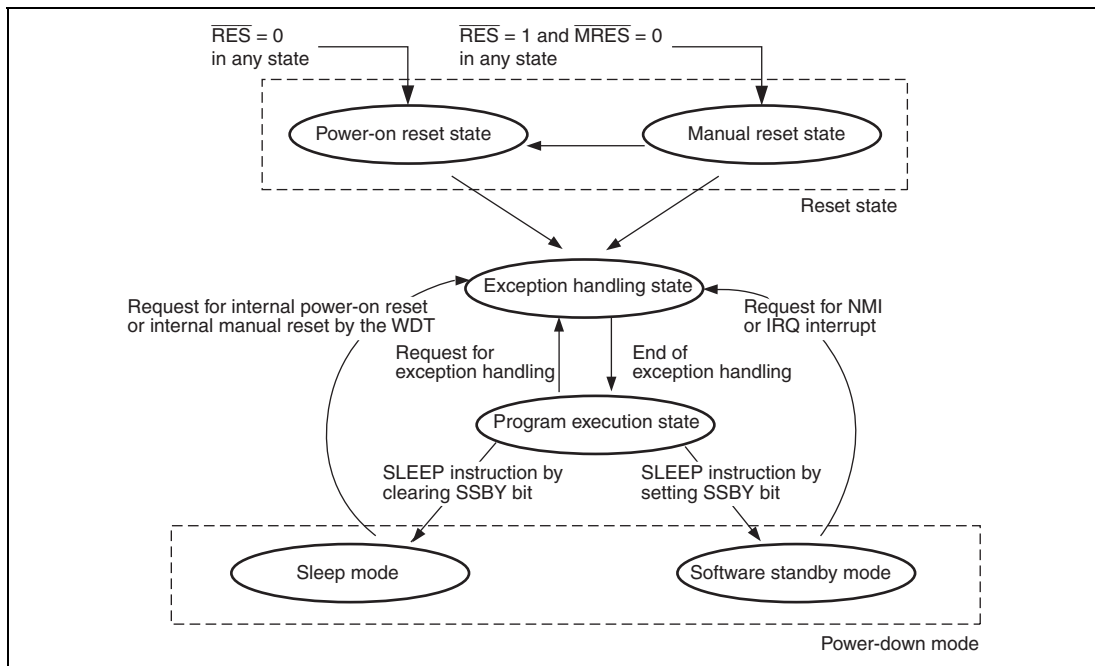 R̅E̅S̅ = 0
in any state
R̅E̅S̅ = 1 and M̅R̅E̅S̅ = 0
in any state
Power-on reset state
Manual reset state
Reset state
Exception handling state
Request for internal power-on reset
or internal manual reset by the WDT
Request for NMI
or IRQ interrupt
Request for
exception handling
End of
exception handling
Program execution state
SLEEP instruction by
clearing SSBY bit
SLEEP instruction by
setting SSBY bit
Sleep mode
Software standby mode
Power-down mode